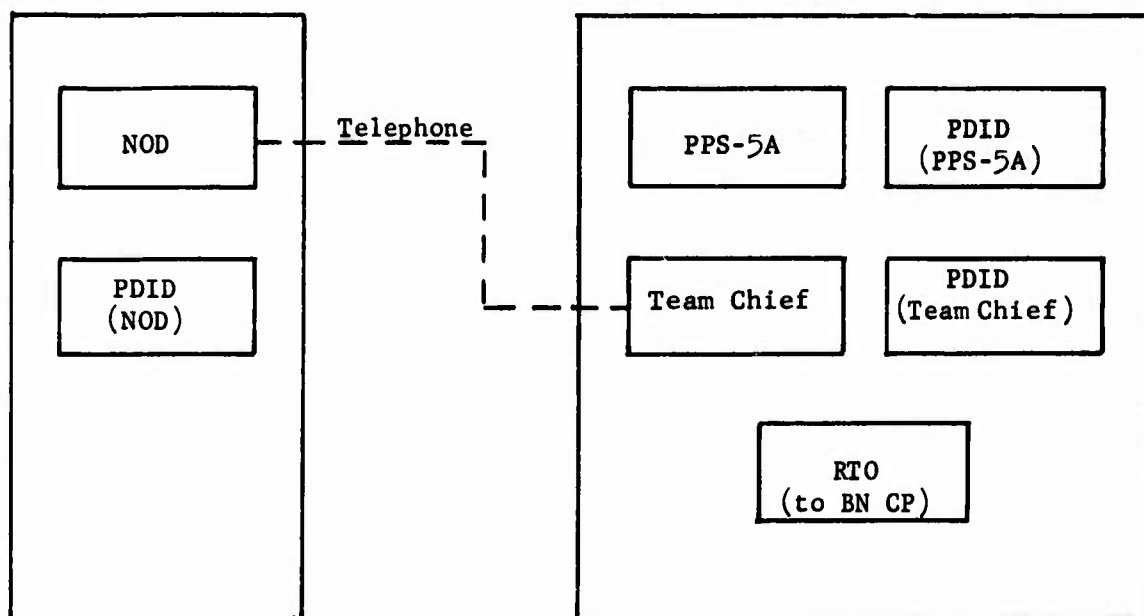 NOD
PDID
(NOD)
Telephone
PPS-5A
PDID
(PPS-5A)
Team Chief
PDID
(Team Chief)
RTO
(to BN CP)